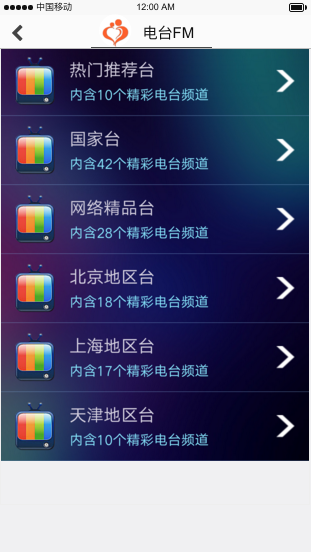 中国移动 12:00 AM
电台FM
热门推荐台
内含10个精彩电台频道
国家台
内含42个精彩电台频道
网络精品台
内含28个精彩电台频道
北京地区台
内含18个精彩电台频道
上海地区台
内含17个精彩电台频道
天津地区台
内含10个精彩电台频道